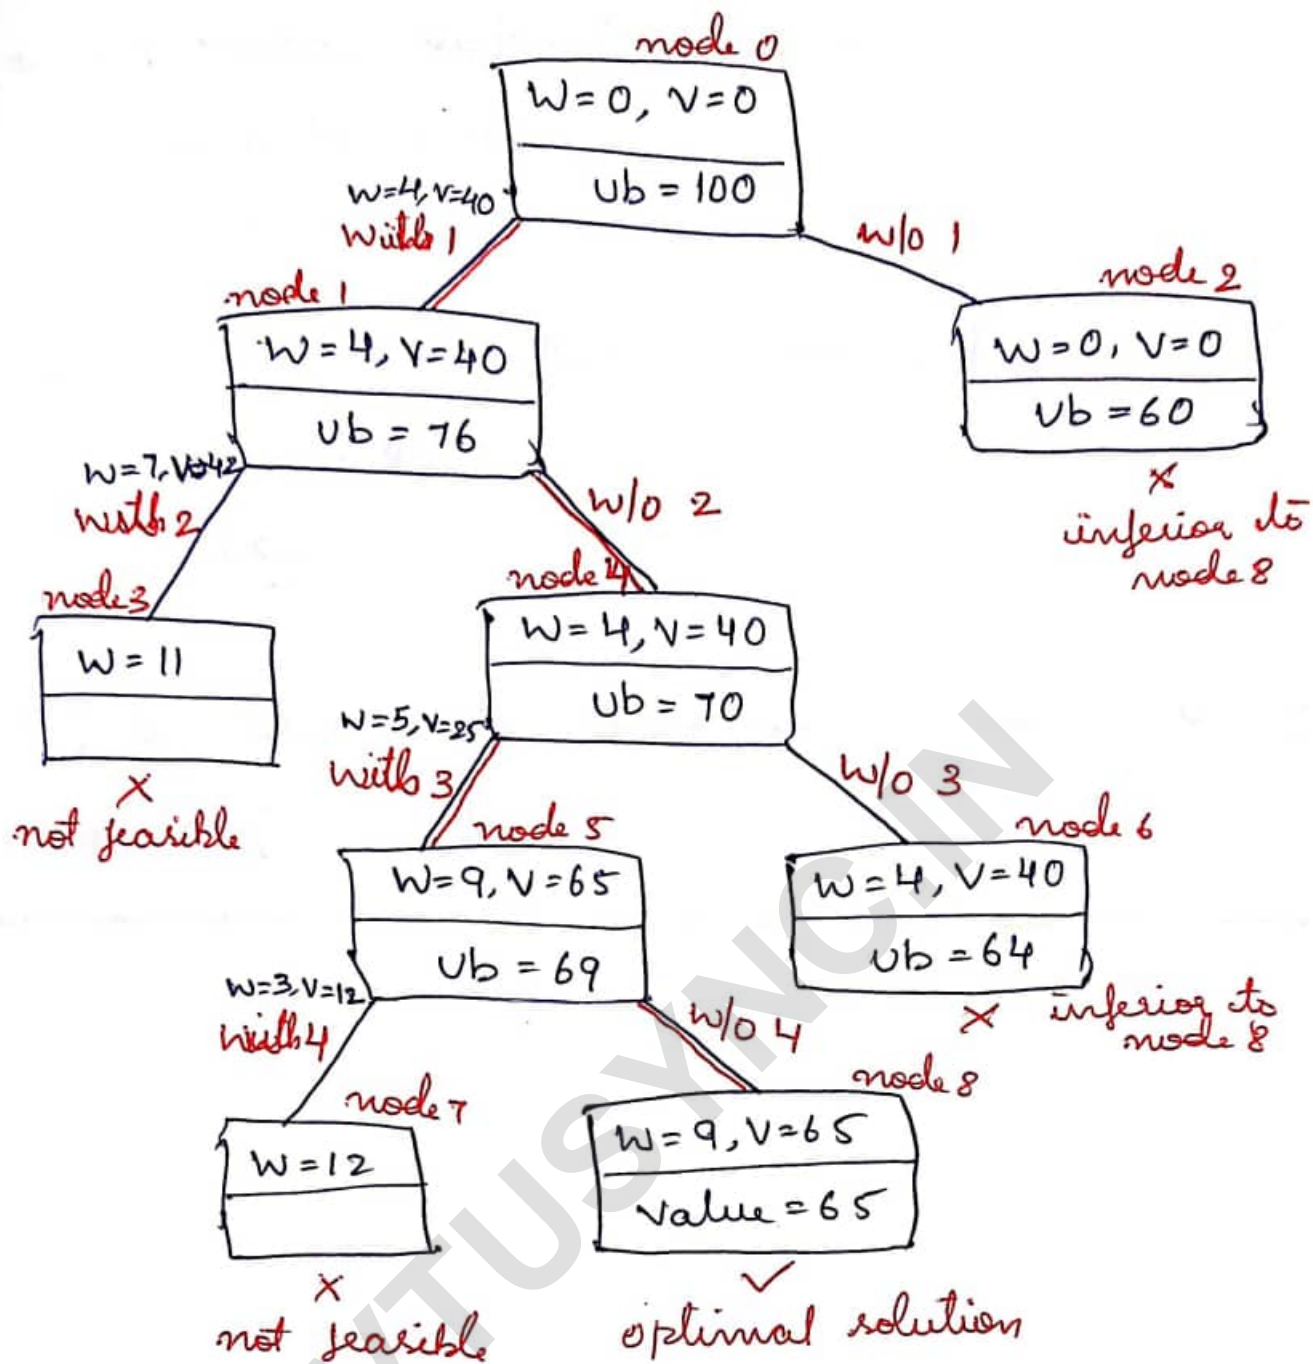 node 0
W=0, V=0
Ub = 100
W=4, V=40
with 1
w/o 1
node 1
W=4, V=40
Ub = 76
node 2
W=0, V=0
Ub = 60
×
inferior to
node 8
W=7, V=42
with 2
w/o 2
node 3
W = 11
×
not feasible
node 4
W=4, V=40
Ub = 70
W=5, V=25
with 3
w/o 3
node 5
W=9, V=65
Ub = 69
node 6
W=4, V=40
Ub = 64
× inferior to
node 8
W=3, V=12
with 4
w/o 4
node 7
W=12
×
not feasible
node 8
W=9, V=65
Value = 65
✓
optimal solution
VTUSYNC.IN